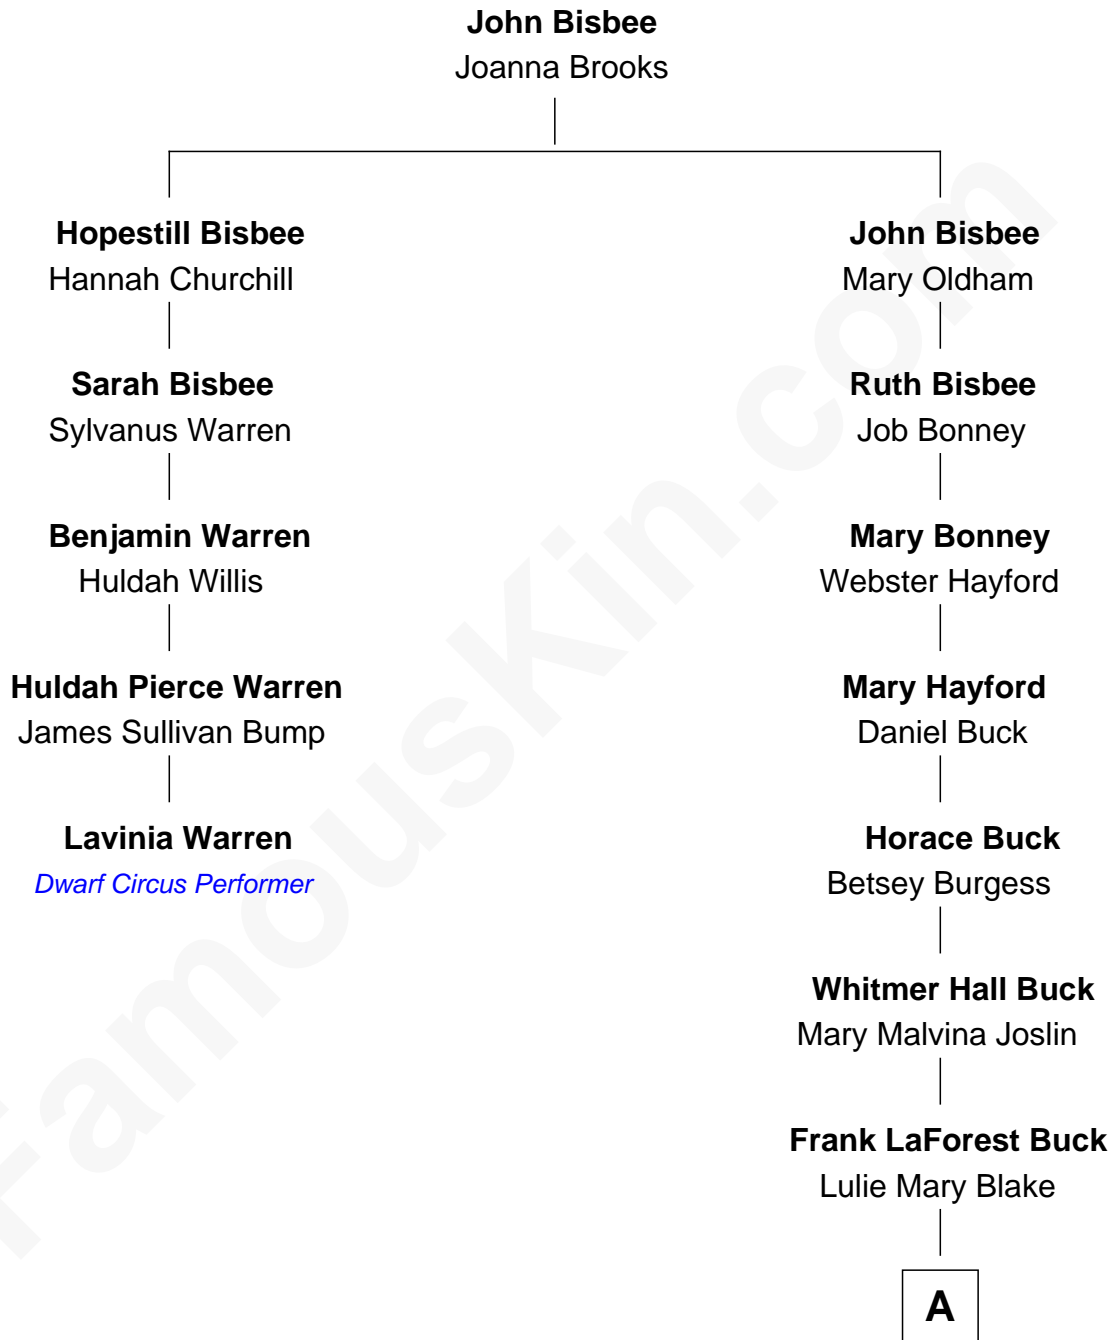 John Bisbee
Joanna Brooks
Hopestill Bisbee
Hannah Churchill
John Bisbee
Mary Oldham
Sarah Bisbee
Sylvanus Warren
Ruth Bisbee
Job Bonney
Benjamin Warren
Huldah Willis
Mary Bonney
Webster Hayford
Huldah Pierce Warren
James Sullivan Bump
Mary Hayford
Daniel Buck
Lavinia Warren
Dwarf Circus Performer
Horace Buck
Betsey Burgess
Whitmer Hall Buck
Mary Malvina Joslin
Frank LaForest Buck
Lulie Mary Blake
A
FamousKin.com